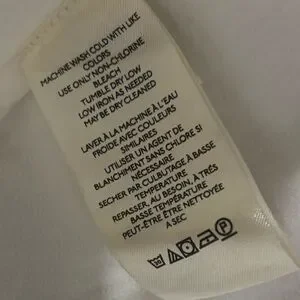 MACHINE WASH COLD WITH LIKE
COLORS
USE ONLY NON-CHLORINE
BLEACH
TUMBLE DRY LOW
LOW IRON AS NEEDED
MAY BE DRY CLEANED
LAVER À LA MACHINE À L'EAU
FROIDE AVEC COULEURS
SIMILAIRES
UTILISER UN AGENT DE
BLANCHIMENT SANS CHLORE SI
NÉCESSAIRE
SECHER PAR CULBUTAGE À BASSE
TEMPÉRATURE
REPASSER, AU BESOIN, À TRÈS
BASSE TEMPÉRATURE
PEUT-ÊTRE ÊTRE NETTOYÉ
A SEC